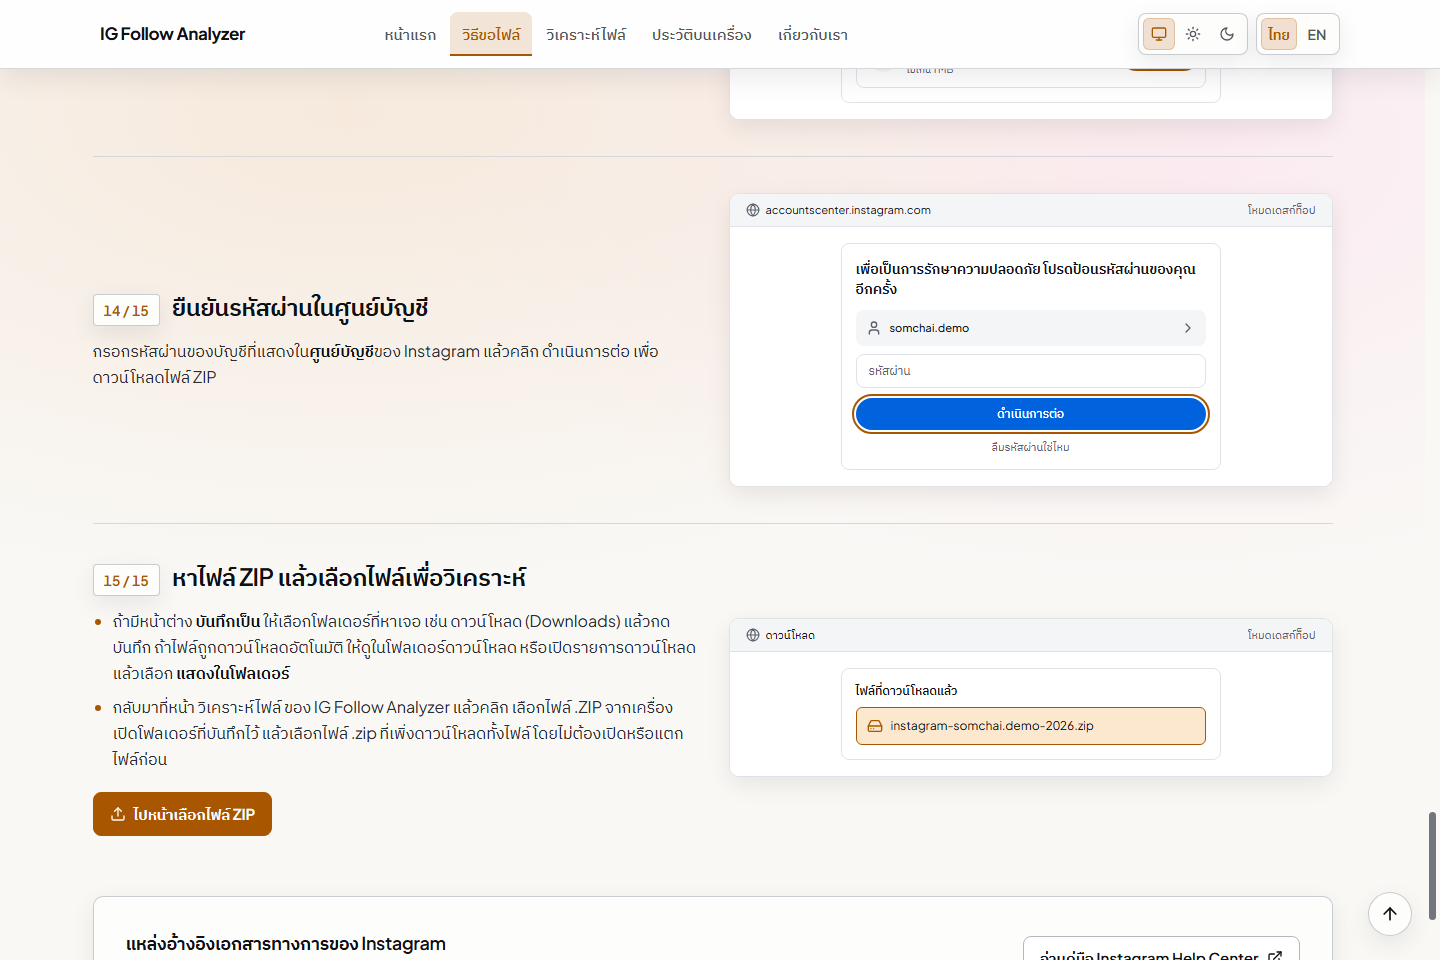 IG Follow Analyzer
หน้าแรก
วิธีขอไฟล์
วิเคราะห์ไฟล์
ประวัติบนเครื่อง
เกี่ยวกับเรา
ไทย
EN
accountscenter.instagram.com
โหมดเดสก์ท็อป
เพื่อเป็นการรักษาความปลอดภัย โปรดป้อนรหัสผ่านของคุณ
อีกครั้ง
somchai.demo
รหัสผ่าน
ดำเนินการต่อ
ลืมรหัสผ่านใช่ไหม
14/15
ยืนยันรหัสผ่านในศูนย์บัญชี
กรอกรหัสผ่านของบัญชีที่แสดงในศูนย์บัญชีของ Instagram แล้วคลิก ดำเนินการต่อ เพื่อ
ดาวน์โหลดไฟล์ ZIP
15/15
หาไฟล์ ZIP แล้วเลือกไฟล์เพื่อวิเคราะห์
ถ้ามีหน้าต่าง บันทึกเป็น ให้เลือกโฟลเดอร์ที่หาเจอ เช่น ดาวน์โหลด (Downloads) แล้วกด
บันทึก ถ้าไฟล์ถูกดาวน์โหลดอัตโนมัติ ให้ดูในโฟลเดอร์ดาวน์โหลด หรือเปิดรายการดาวน์โหลด
แล้วเลือก แสดงในโฟลเดอร์
กลับมาที่หน้า วิเคราะห์ไฟล์ ของ IG Follow Analyzer แล้วคลิก เลือกไฟล์ .ZIP จากเครื่อง
เปิดโฟลเดอร์ที่บันทึกไว้ แล้วเลือกไฟล์ .zip ที่เพิ่งดาวน์โหลดทั้งไฟล์ โดยไม่ต้องเปิดหรือแตก
ไฟล์ก่อน
ไปหน้าเลือกไฟล์ ZIP
ดาวน์โหลด
โหมดเดสก์ท็อป
ไฟล์ที่ดาวน์โหลดแล้ว
instagram-somchai.demo-2026.zip
แหล่งอ้างอิงเอกสารทางการของ Instagram
อ่านคู่มือ Instagram Help Center